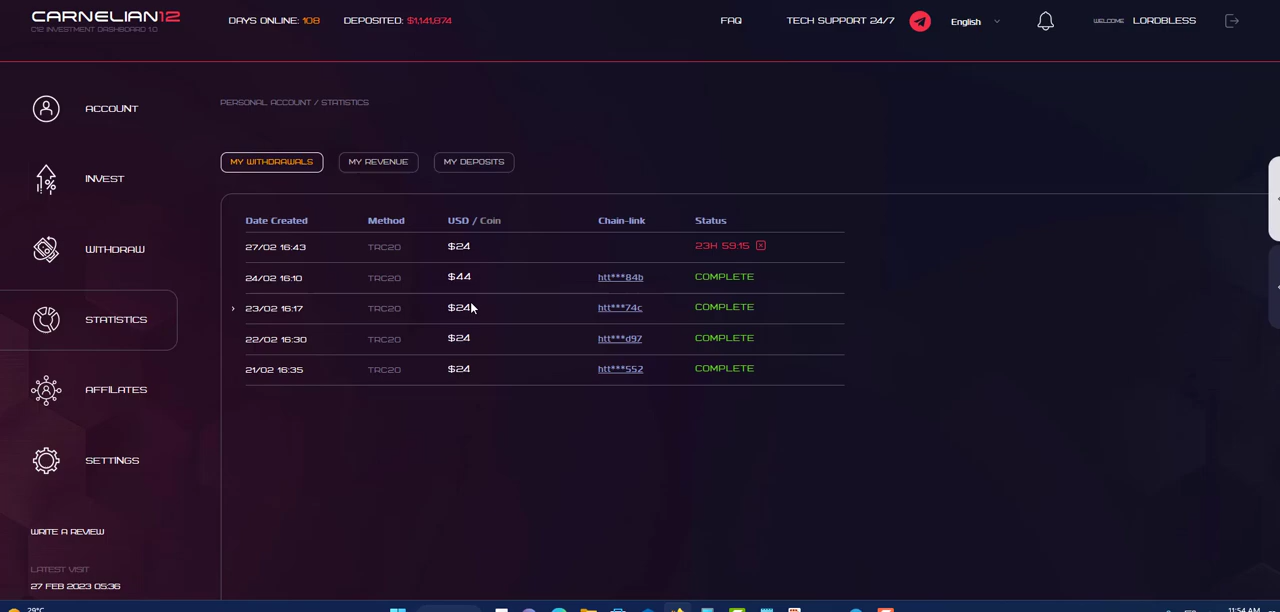 CARNELIAN12
C12 INVESTMENT DASHBOARD 1.0
DAYS ONLINE: 108
DEPOSITED: $1,141,874
FAQ
TECH SUPPORT 24/7
English
WELCOME LORDBLESS
ACCOUNT
INVEST
WITHDRAW
STATISTICS
AFFILIATES
SETTINGS
WRITE A REVIEW
LATEST VISIT
27 FEB 2023 05:36
PERSONAL ACCOUNT / STATISTICS
MY WITHDRAWALS MY REVENUE MY DEPOSITS
Date Created Method USD / Coin Chain-link Status
27/02 16:43 TRC20 $24 23H 59:15
24/02 16:10 TRC20 $44 htt***84b COMPLETE
23/02 16:17 TRC20 $24 htt***74c COMPLETE
22/02 16:30 TRC20 $24 htt***d97 COMPLETE
21/02 16:35 TRC20 $24 htt***552 COMPLETE
29°C
11:54 AM